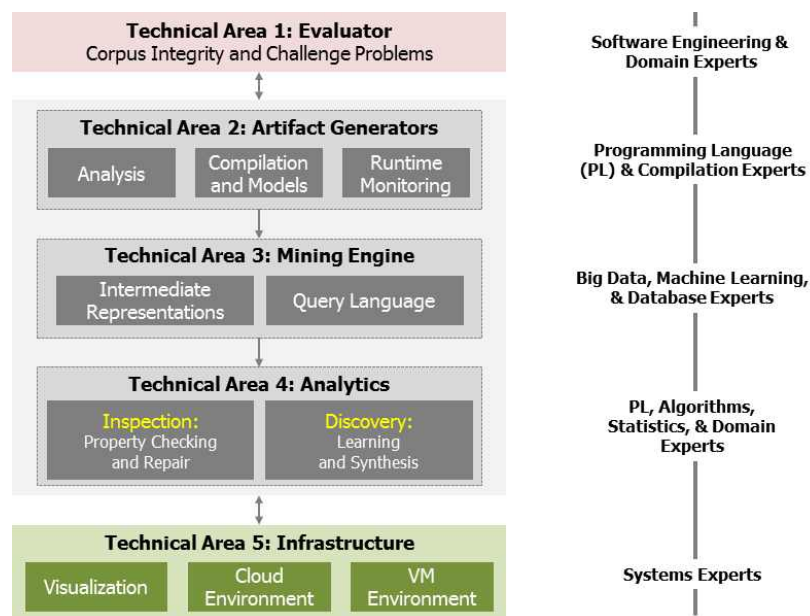 Technical Area 1: Evaluator
Corpus Integrity and Challenge Problems
Software Engineering &
Domain Experts
Technical Area 2: Artifact Generators
Analysis
Compilation
and Models
Runtime
Monitoring
Programming Language
(PL) & Compilation Experts
Technical Area 3: Mining Engine
Intermediate
Representations
Query Language
Big Data, Machine Learning,
& Database Experts
Technical Area 4: Analytics
Inspection:
Property Checking
and Repair
Discovery:
Learning
and Synthesis
PL, Algorithms,
Statistics, & Domain
Experts
Technical Area 5: Infrastructure
Visualization
Cloud
Environment
VM
Environment
Systems Experts